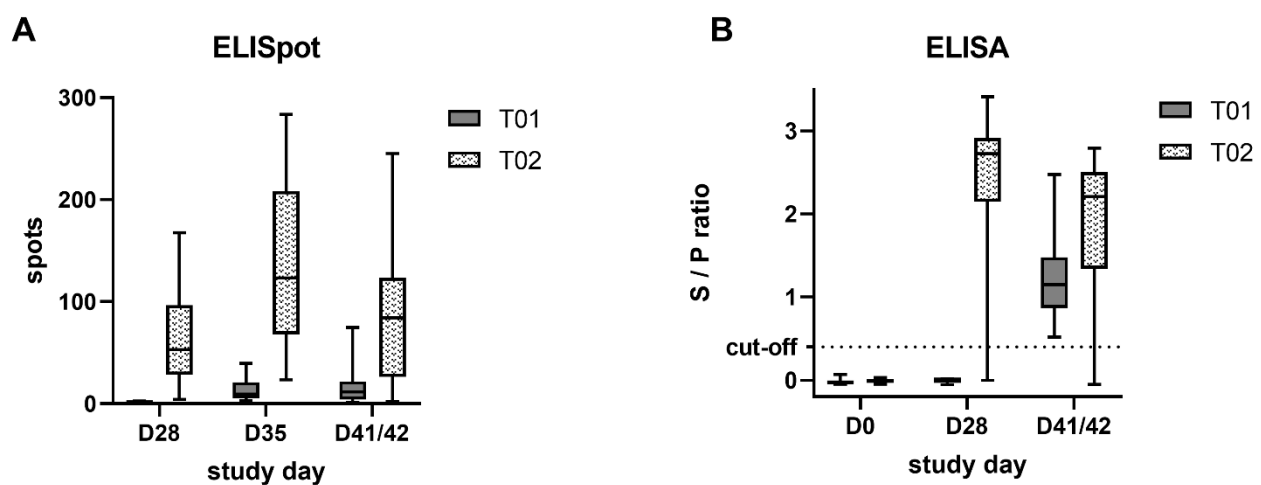 A
ELISpot
300
200
100
0
spots
D28
D35
D41/42
study day
T01
T02
B
ELISA
3
2
1
cut-off
0
S / P ratio
D0
D28
D41/42
study day
T01
T02